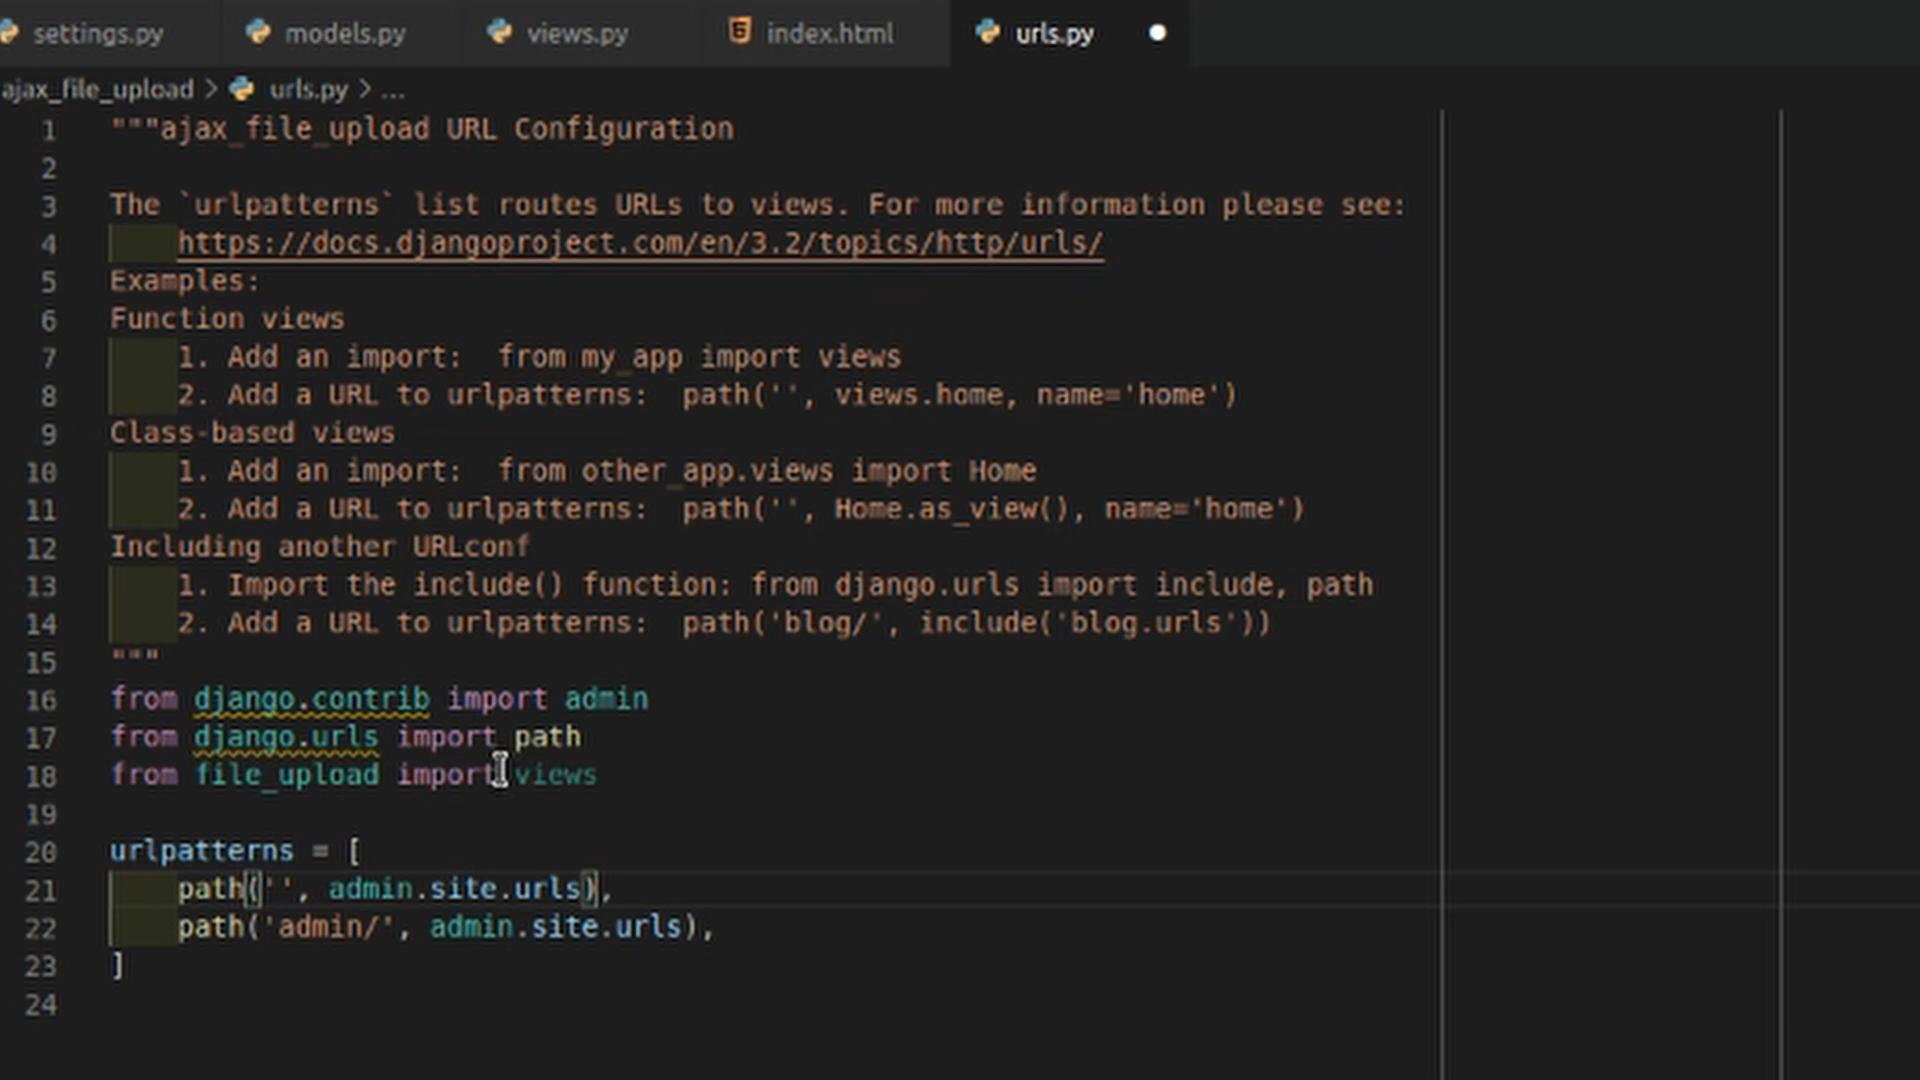 settings.py models.py views.py index.html urls.py
ajax_file_upload > urls.py > ...
1 """ajax_file_upload URL Configuration
2
3 The `urlpatterns` list routes URLs to views. For more information please see:
4     https://docs.djangoproject.com/en/3.2/topics/http/urls/
5 Examples:
6 Function views
7     1. Add an import:  from my_app import views
8     2. Add a URL to urlpatterns:  path('', views.home, name='home')
9 Class-based views
10     1. Add an import:  from other_app.views import Home
11     2. Add a URL to urlpatterns:  path('', Home.as_view(), name='home')
12 Including another URLconf
13     1. Import the include() function: from django.urls import include, path
14     2. Add a URL to urlpatterns:  path('blog/', include('blog.urls'))
15 """
16 from django.contrib import admin
17 from django.urls import path
18 from file_upload import views
19
20 urlpatterns = [
21     path('', admin.site.urls),
22     path('admin/', admin.site.urls),
23 ]
24